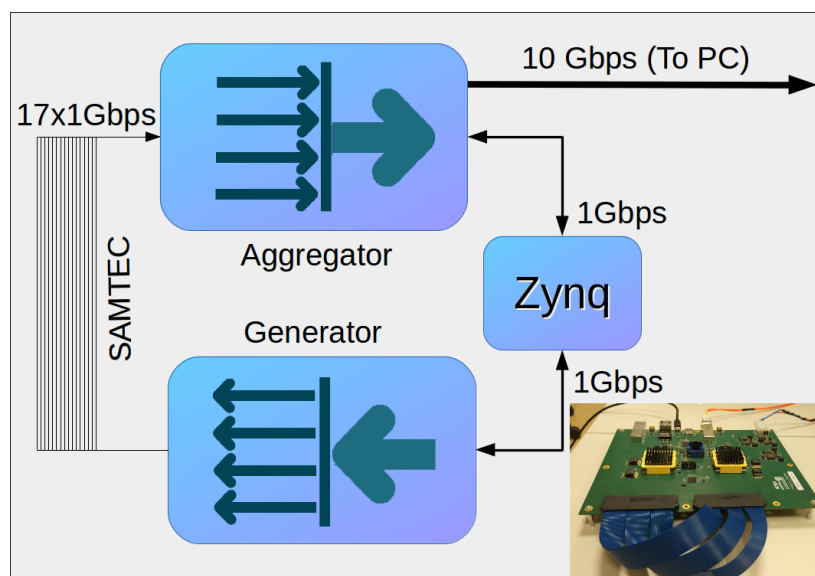 10 Gbps (To PC)
17x1Gbps
1Gbps
Aggregator
SAMTEC
Zynq
Generator
1Gbps